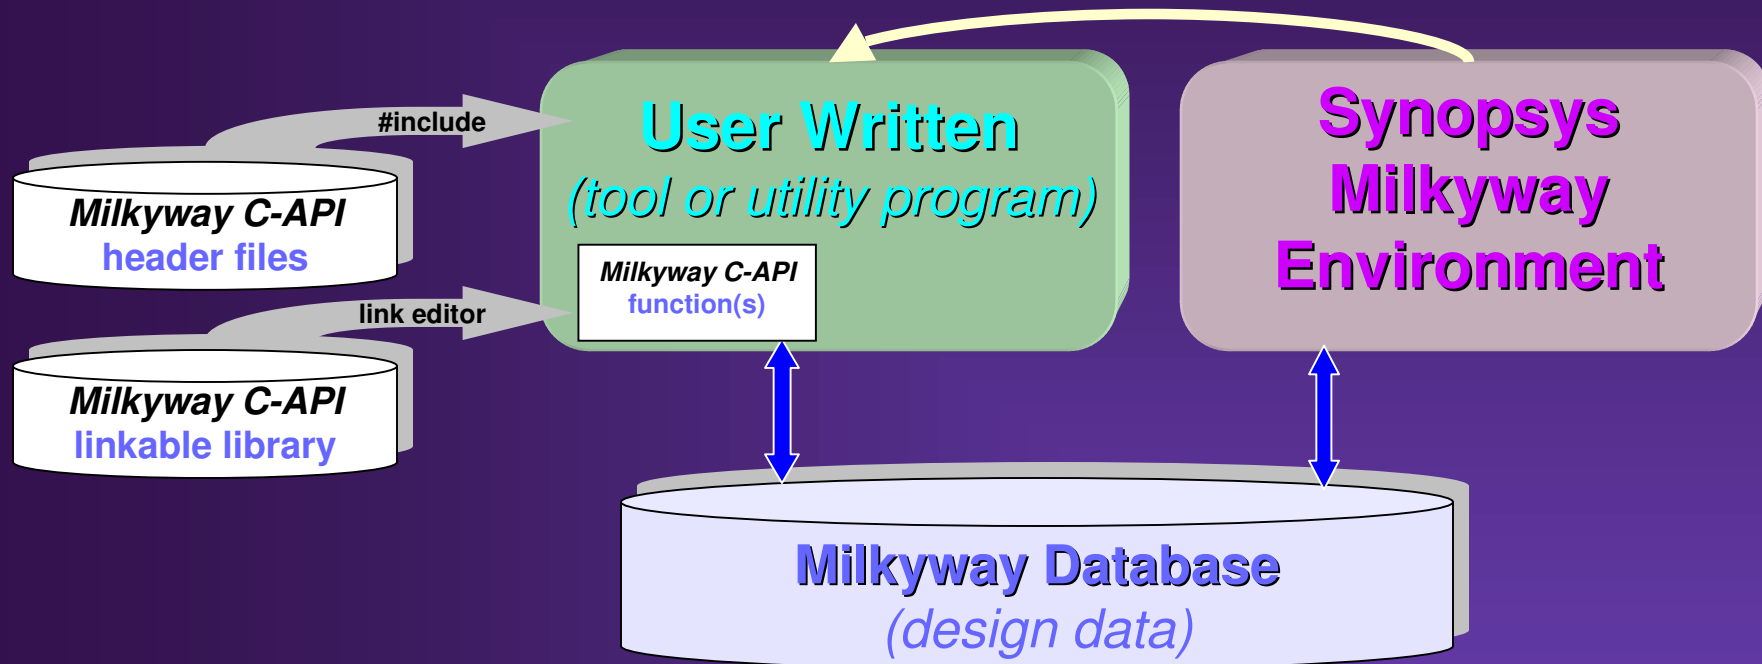 #include
Milkyway C-API
header files
link editor
Milkyway C-API
linkable library
User Written
(tool or utility program)
Milkyway C-API
function(s)
Synopsys
Milkyway
Environment
Milkyway Database
(design data)